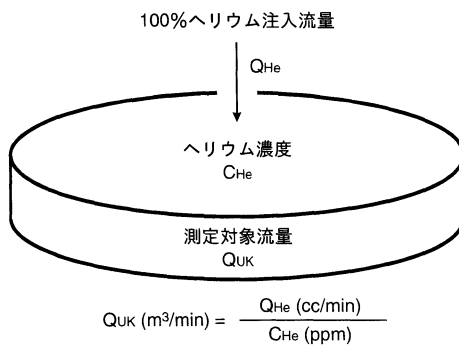 100%ヘリウム注入流量
QHe
ヘリウム濃度
CHe
測定対象流量
QUK
QUK (m³/min) = QHe (cc/min) / CHe (ppm)